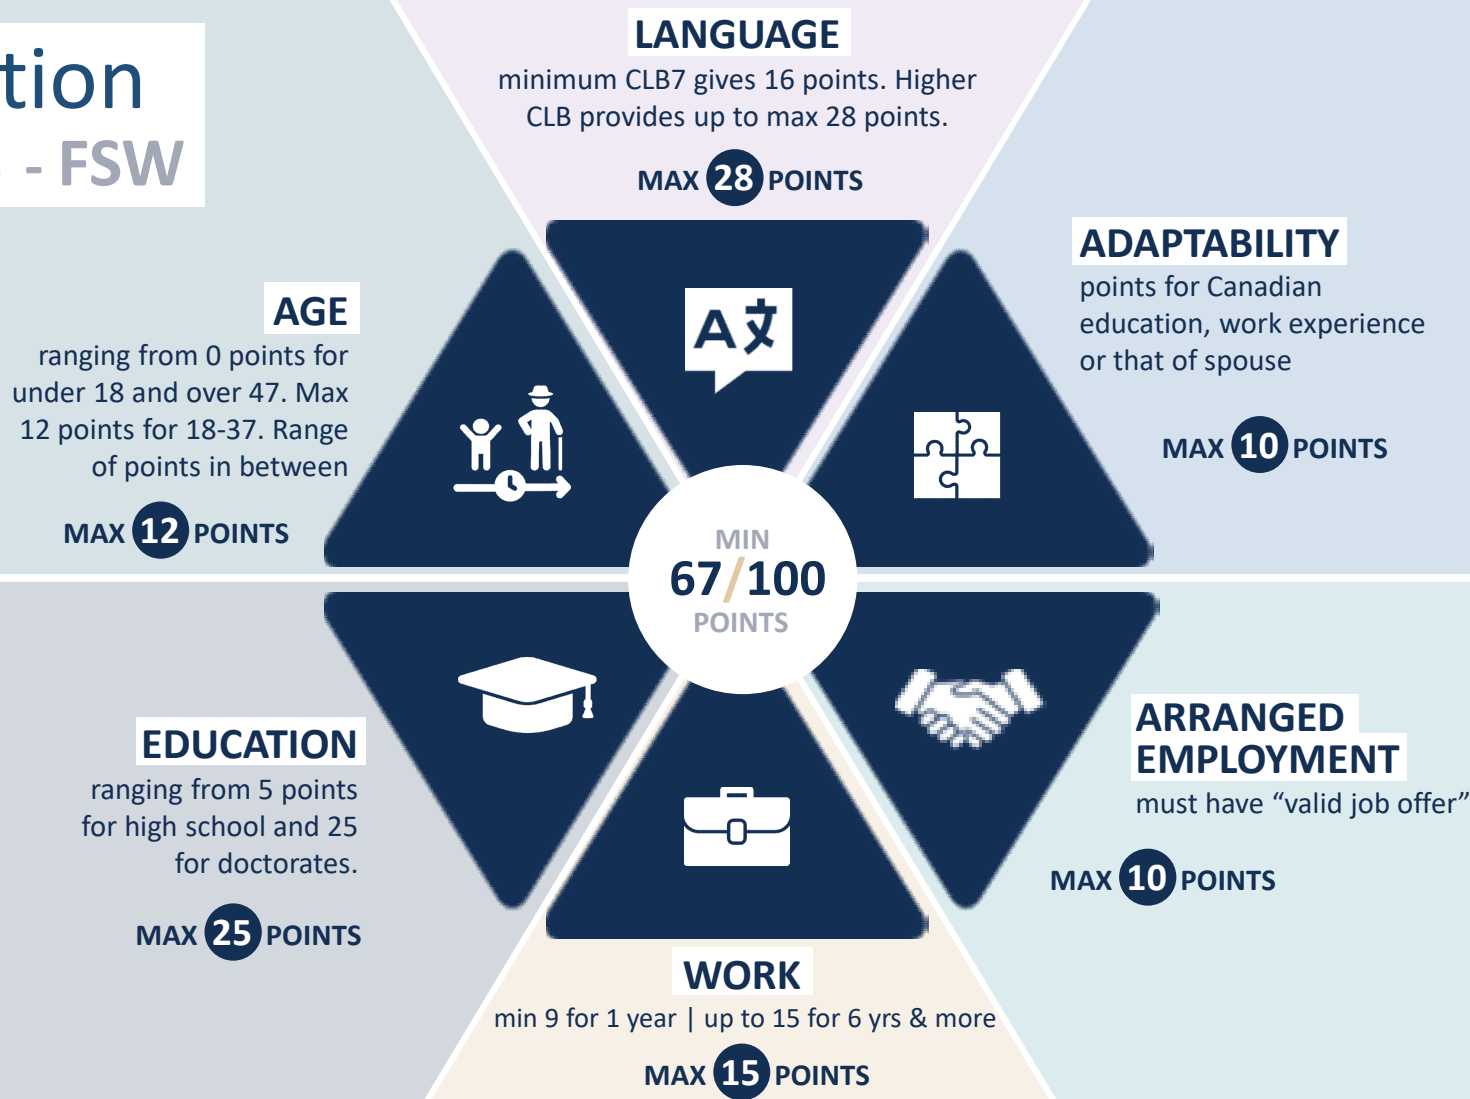 tion
- FSW
LANGUAGE
minimum CLB7 gives 16 points. Higher
CLB provides up to max 28 points.
MAX 28 POINTS
ADAPTABILITY
points for Canadian
education, work experience
or that of spouse
MAX 10 POINTS
AGE
ranging from 0 points for
under 18 and over 47. Max
12 points for 18-37. Range
of points in between
MAX 12 POINTS
MIN
67/100
POINTS
EDUCATION
ranging from 5 points
for high school and 25
for doctorates.
MAX 25 POINTS
ARRANGED
EMPLOYMENT
must have “valid job offer”
MAX 10 POINTS
WORK
min 9 for 1 year | up to 15 for 6 yrs & more
MAX 15 POINTS